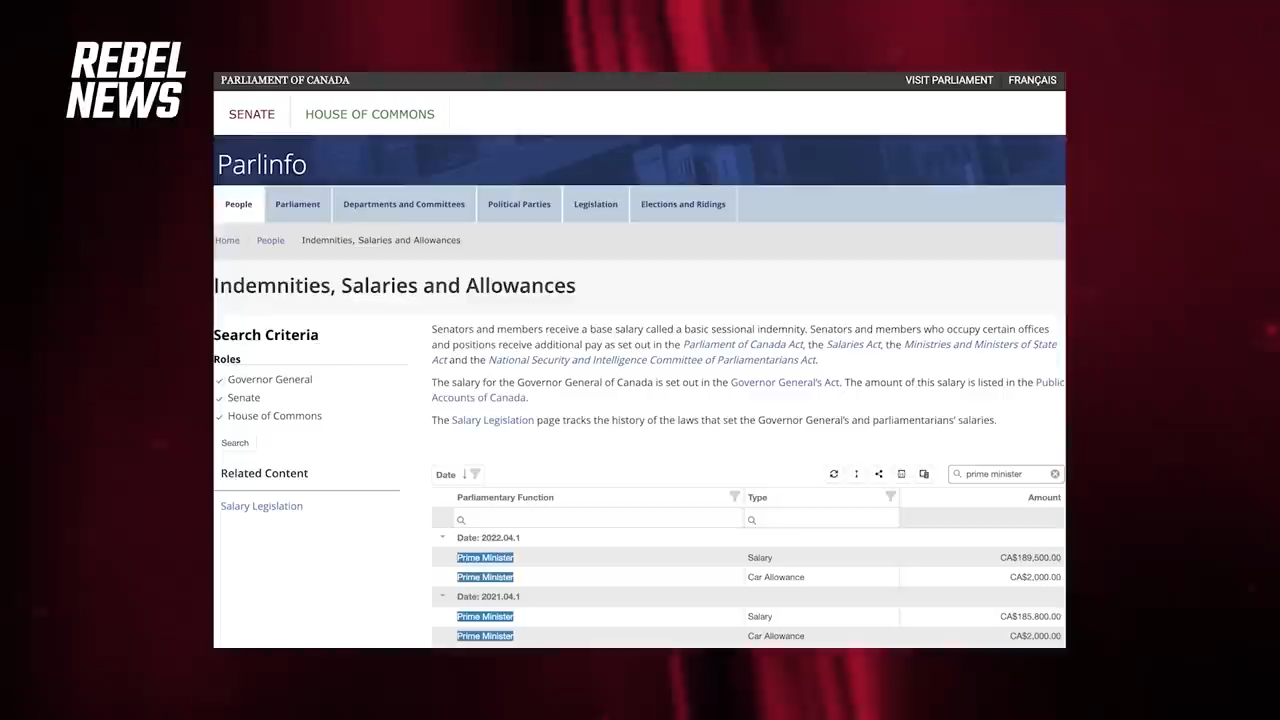 REBEL
NEWS
PARLIAMENT OF CANADA VISIT PARLIAMENT FRANÇAIS
SENATE HOUSE OF COMMONS
Parlinfo
People Parliament Departments and Committees Political Parties Legislation Elections and Ridings
Home People Indemnities, Salaries and Allowances
Indemnities, Salaries and Allowances
Search Criteria
Roles
Governor General
Senate
House of Commons
Search
Related Content
Salary Legislation
Senators and members receive a base salary called a basic sessional indemnity. Senators and members who occupy certain offices
and positions receive additional pay as set out in the Parliament of Canada Act, the Salaries Act, the Ministries and Ministers of State
Act and the National Security and Intelligence Committee of Parliamentarians Act.
The salary for the Governor General of Canada is set out in the Governor General's Act. The amount of this salary is listed in the Public
Accounts of Canada.
The Salary Legislation page tracks the history of the laws that set the Governor General's and parliamentarians' salaries.
Date prime minister
Parliamentary Function Type Amount
Date: 2022.04.1
Prime Minister Salary CA$189,500.00
Prime Minister Car Allowance CA$2,000.00
Date: 2021.04.1
Prime Minister Salary CA$185,800.00
Prime Minister Car Allowance CA$2,000.00